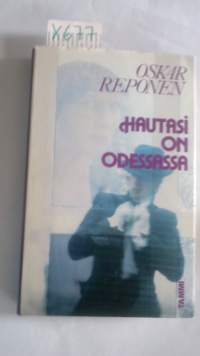 X677
OSKAR
REPONEN
HAUTASI
ON
ODESSASSA
TAMMI